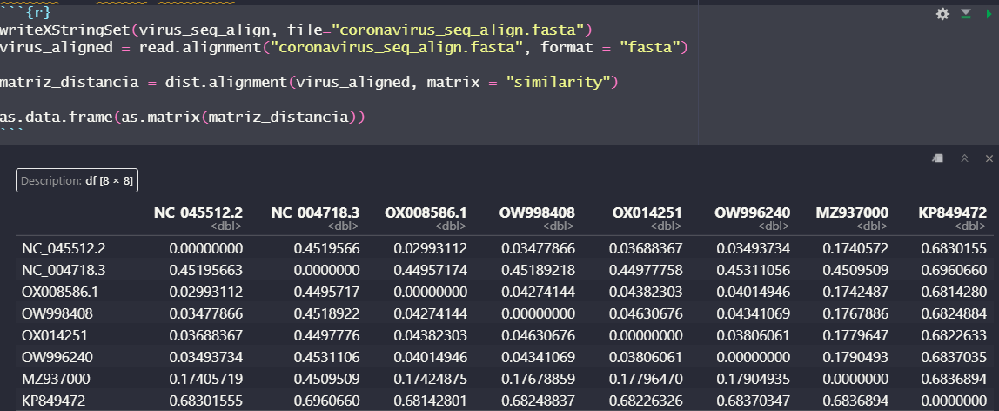 ```{r}
writeXStringSet(virus_seq_align, file="coronavirus_seq_align.fasta")
virus_aligned = read.alignment("coronavirus_seq_align.fasta", format = "fasta")
matriz_distancia = dist.alignment(virus_aligned, matrix = "similarity")
as.data.frame(as.matrix(matriz_distancia))
```
Description: df [8 × 8]
NC_045512.2 NC_004718.3 OX008586.1 OW998408 OX014251 OW996240 MZ937000 KP849472
<dbl> <dbl> <dbl> <dbl> <dbl> <dbl> <dbl> <dbl>
NC_045512.2 0.00000000 0.4519566 0.02993112 0.03477866 0.03688367 0.03493734 0.1740572 0.6830155
NC_004718.3 0.45195663 0.0000000 0.44957174 0.45189218 0.44977758 0.45311056 0.4509509 0.6960660
OX008586.1 0.02993112 0.4495717 0.00000000 0.04274144 0.04382303 0.04014946 0.1742487 0.6814280
OW998408 0.03477866 0.4518922 0.04274144 0.00000000 0.04630676 0.04341069 0.1767886 0.6824884
OX014251 0.03688367 0.4497776 0.04382303 0.04630676 0.00000000 0.03806061 0.1779647 0.6822633
OW996240 0.03493734 0.4531106 0.04014946 0.04341069 0.03806061 0.00000000 0.1790493 0.6837035
MZ937000 0.17405719 0.4509509 0.17424875 0.17678859 0.17796470 0.17904935 0.0000000 0.6836894
KP849472 0.68301555 0.6960660 0.68142801 0.68248837 0.68226326 0.68370347 0.6836894 0.0000000